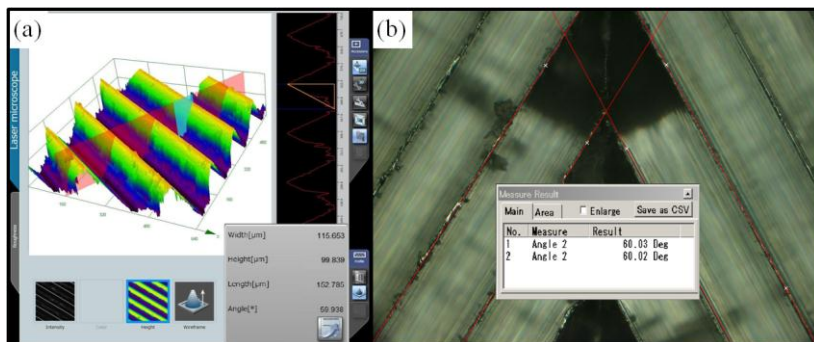 (a)
Laser microscope
Roughness
Width[μm] 115.653
Height[μm] 99.839
Length[μm] 152.785
Angle[°] 59.936
Intensity
Height
Wireframe
(b)
Measure Result
Main Area Enlarge Save as CSV
No. Measure Result
1 Angle 2 60.03 Deg
2 Angle 2 60.02 Deg